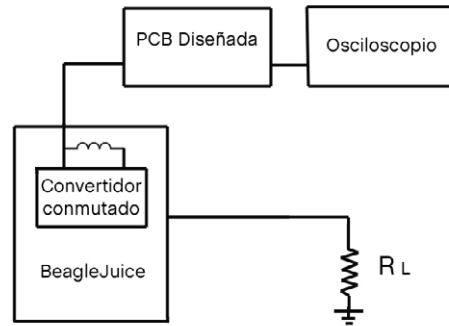 PCB Diseñada
Osciloscopio
Convertidor
conmutado
BeagleJuice
R L